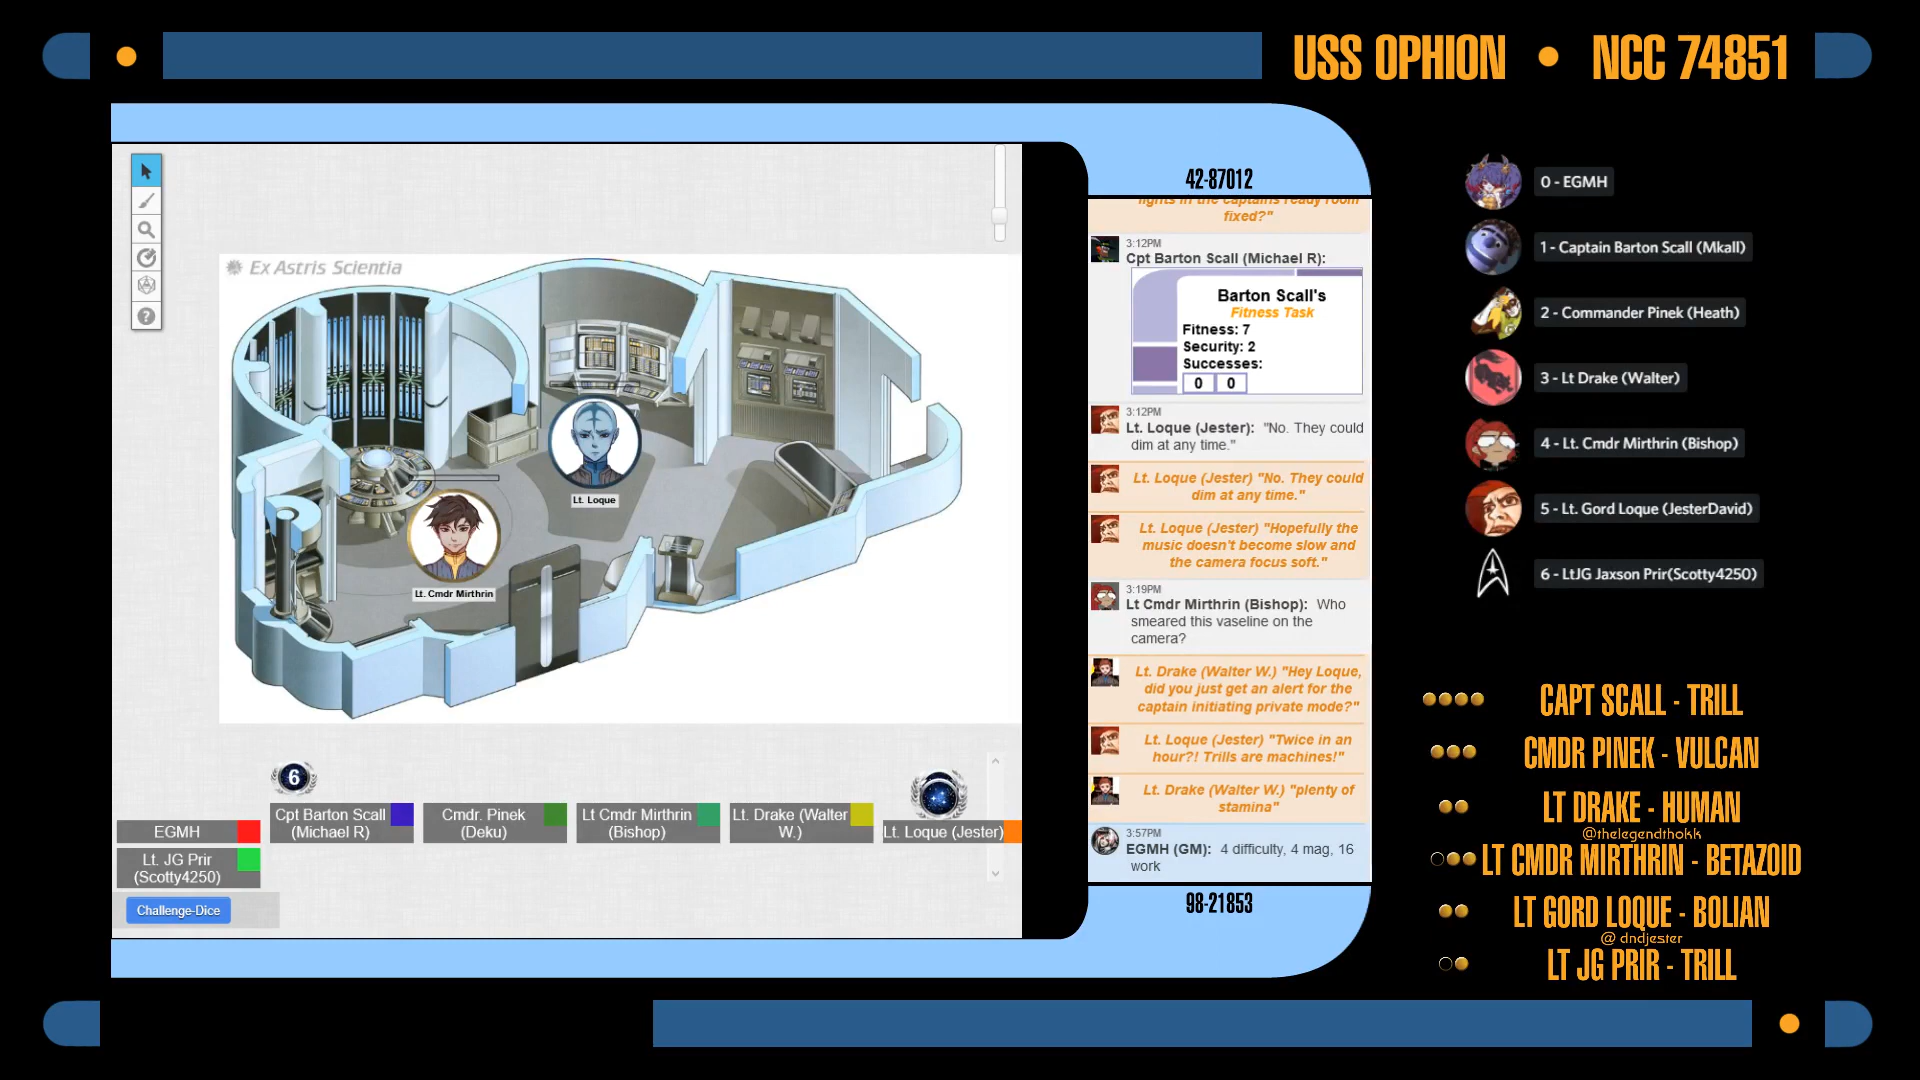 USS OPHION • NCC 74851
Ex Astris Scientia
Lt. Loque
Lt. Cmdr Mirthrin
6
EGMH
Cpt Barton Scall
(Michael R)
Cmdr. Pinek
(Deku)
Lt Cmdr Mirthrin
(Bishop)
Lt. Drake (Walter
W.)
Lt. Loque (Jester)
Lt. JG Prir
(Scotty4250)
Challenge-Dice
42-87012
lights in the captains ready room
fixed?"
3:12PM
Cpt Barton Scall (Michael R):
Barton Scall's
Fitness Task
Fitness: 7
Security: 2
Successes:
0 0
3:12PM
Lt. Loque (Jester): "No. They could
dim at any time."
Lt. Loque (Jester) "No. They could
dim at any time."
Lt. Loque (Jester) "Hopefully the
music doesn't become slow and
the camera focus soft."
3:19PM
Lt Cmdr Mirthrin (Bishop): Who
smeared this vaseline on the
camera?
Lt. Drake (Walter W.) "Hey Loque,
did you just get an alert for the
captain initiating private mode?"
Lt. Loque (Jester) "Twice in an
hour?! Trills are machines!"
Lt. Drake (Walter W.) "plenty of
stamina"
3:57PM
EGMH (GM): 4 difficulty, 4 mag, 16
work
98-21853
0 - EGMH
1 - Captain Barton Scall (Mkall)
2 - Commander Pinek (Heath)
3 - Lt Drake (Walter)
4 - Lt. Cmdr Mirthrin (Bishop)
5 - Lt. Gord Loque (JesterDavid)
6 - LtJG Jaxson Prir(Scotty4250)
CAPT SCALL - TRILL
CMDR PINEK - VULCAN
LT DRAKE - HUMAN
@thelegendthokk
LT CMDR MIRTHRIN - BETAZOID
LT GORD LOQUE - BOLIAN
@ dndjester
LT JG PRIR - TRILL